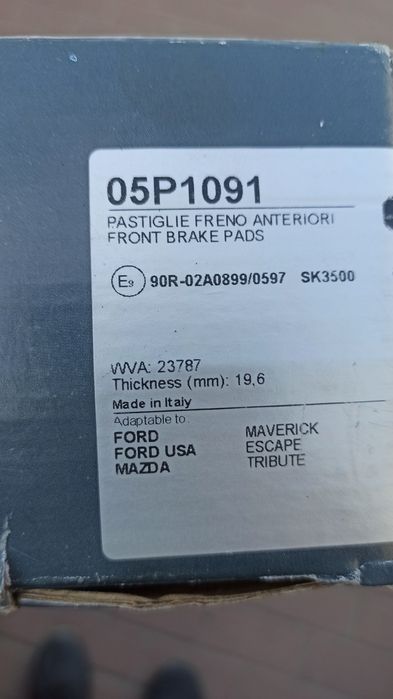 05P1091
PASTIGLIE FRENO ANTERIORI
FRONT BRAKE PADS
E9 90R-02A0899/0597 SK3500
WVA: 23787
Thickness (mm): 19,6
Made in Italy
Adaptable to:
FORD MAVERICK
FORD USA ESCAPE
MAZDA TRIBUTE